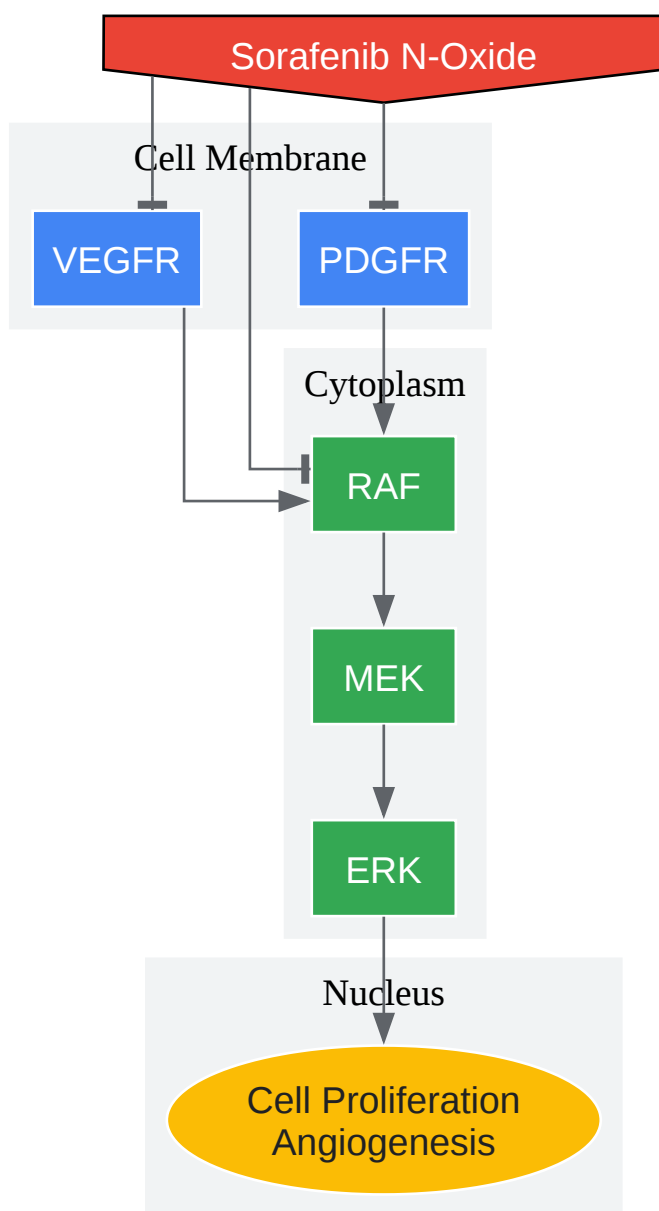 Sorafenib N-Oxide
Cell Membrane
VEGFR
PDGFR
Cytoplasm
RAF
MEK
ERK
Nucleus
Cell Proliferation
Angiogenesis